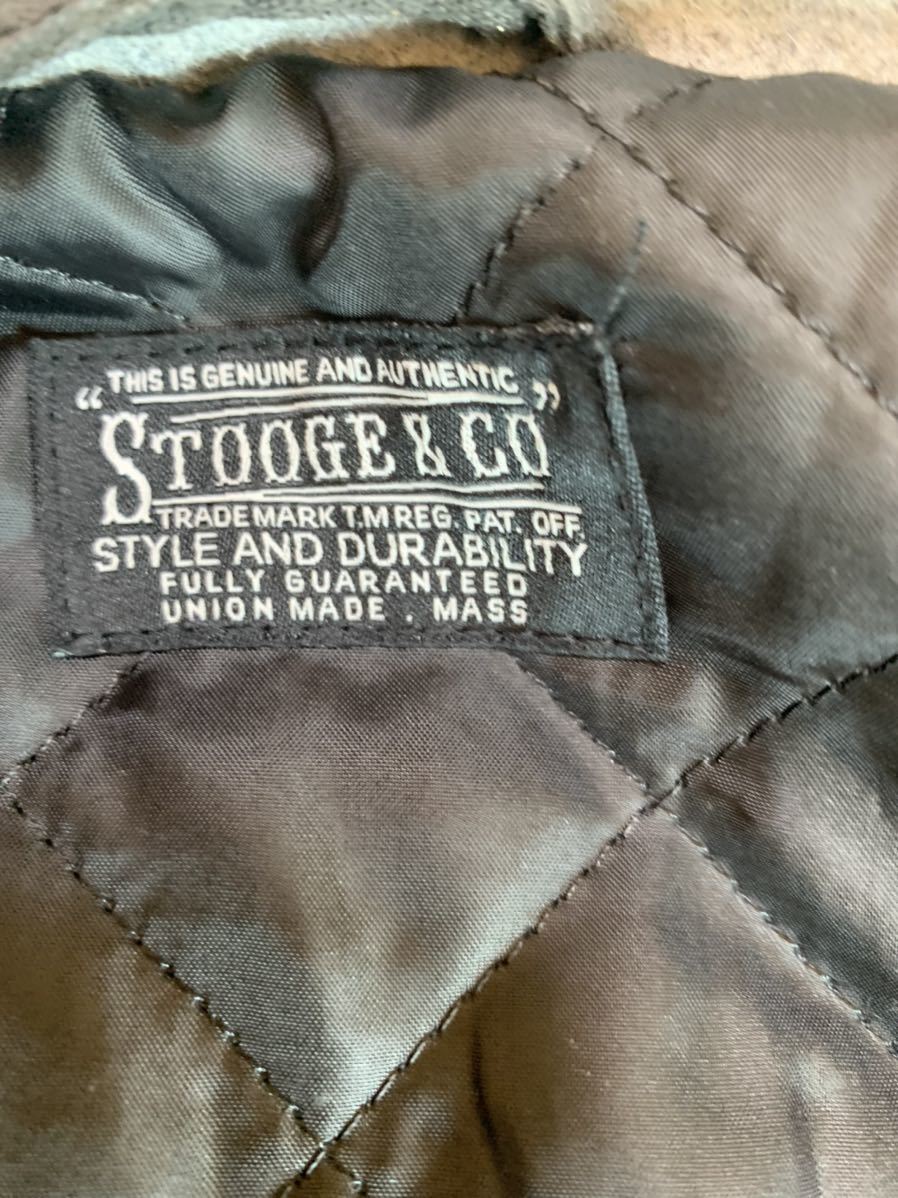 THIS IS GENUINE AND AUTHENTIC
“STOOGE & CO”
TRADE MARK T.M REG. PAT. OFF.
STYLE AND DURABILITY
FULLY GUARANTEED
UNION MADE . MASS